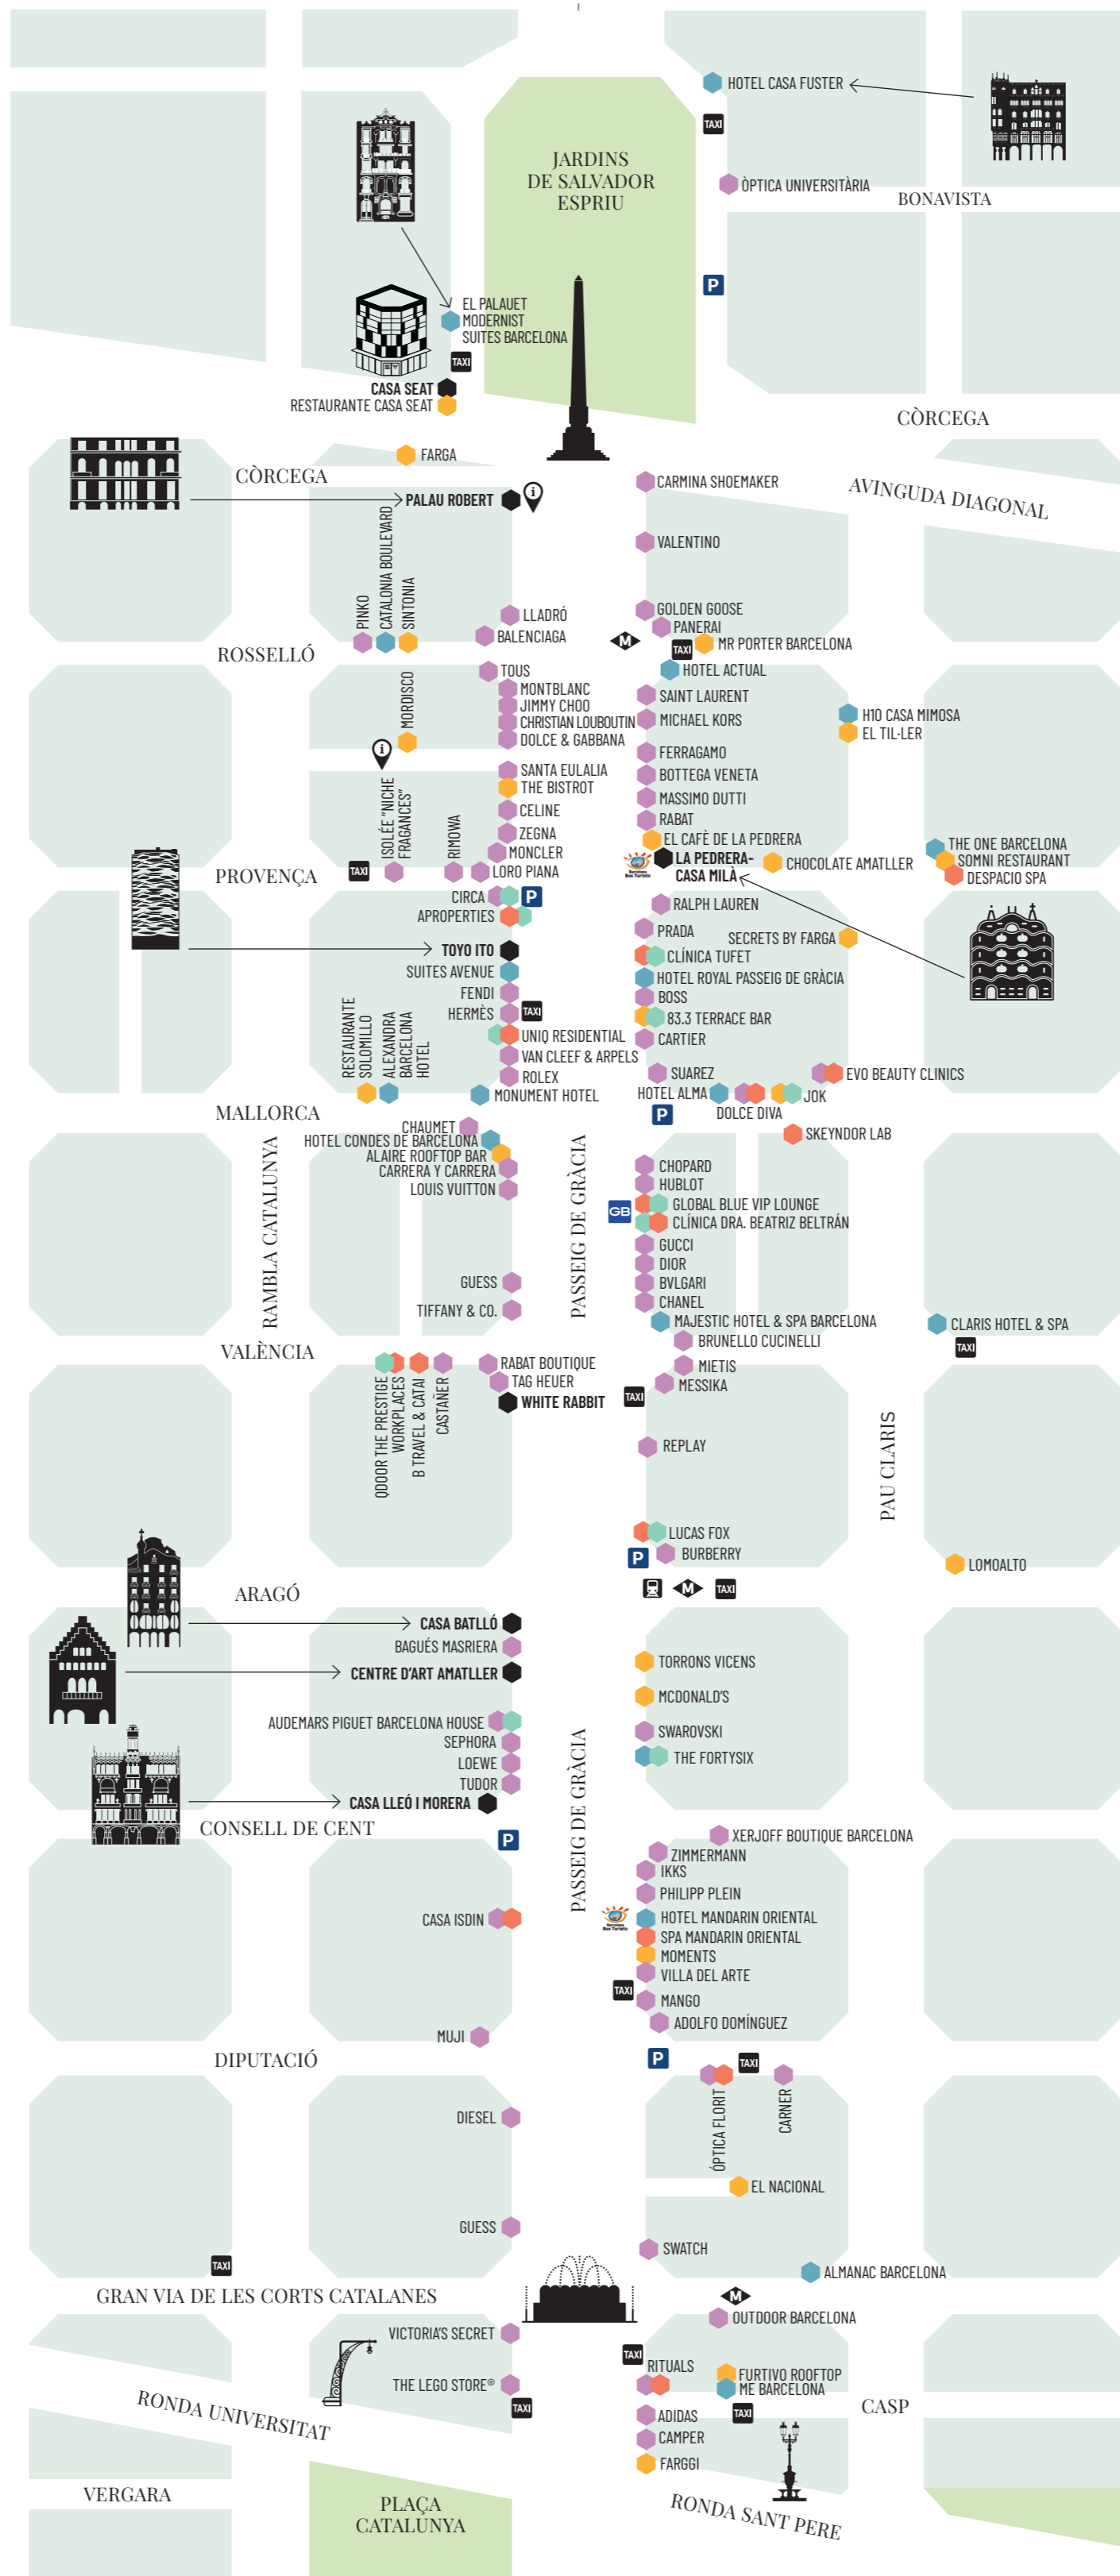 HOTEL CASA FUSTER
TAXI
JARDINS
DE SALVADOR
ESPRIU
ÒPTICA UNIVERSITÀRIA
BONAVISTA
P
EL PALAUET
MODERNIST
SUITES BARCELONA
TAXI
CASA SEAT
RESTAURANTE CASA SEAT
CÒRCEGA
FARGA
CÒRCEGA
CARMINA SHOEMAKER
AVINGUDA DIAGONAL
PALAU ROBERT
i
VALENTINO
PINKO
CATALONIA BOULEVARD
SINTONIA
LLADRÓ
BALENCIAGA
GOLDEN GOOSE
PANERAI
M
TAXI
MR PORTER BARCELONA
ROSSELLÓ
HOTEL ACTUAL
TOUS
MONTBLANC
JIMMY CHOO
CHRISTIAN LOUBOUTIN
DOLCE & GABBANA
MORDISCO
SAINT LAURENT
MICHAEL KORS
H10 CASA MIMOSA
EL TIL·LER
i
FERRAGAMO
SANTA EULALIA
THE BISTROT
BOTTEGA VENETA
CELINE
MASSIMO DUTTI
ZEGNA
RABAT
ISOLÉE “NICHE
FRAGANCES”
RIMOWA
MONCLER
LORO PIANA
EL CAFÈ DE LA PEDRERA
LA PEDRERA-
CASA MILÀ
Barcelona
Bus Turístic
CHOCOLATE AMATLLER
THE ONE BARCELONA
SOMNI RESTAURANT
DESPACIO SPA
TAXI
PROVENÇA
CIRCA
P
APROPERTIES
RALPH LAUREN
PRADA
SECRETS BY FARGA
TOYO ITO
CLÍNICA TUFET
SUITES AVENUE
HOTEL ROYAL PASSEIG DE GRÀCIA
FENDI
BOSS
HERMÈS
TAXI
83.3 TERRACE BAR
UNIQ RESIDENTIAL
CARTIER
VAN CLEEF & ARPELS
RESTAURANTE
SOLOMILLO
ALEXANDRA
BARCELONA
HOTEL
ROLEX
SUAREZ
EVO BEAUTY CLINICS
MONUMENT HOTEL
HOTEL ALMA
DOLCE DIVA
JOK
MALLORCA
P
CHAUMET
SKEYNDOR LAB
HOTEL CONDES DE BARCELONA
ALAIRE ROOFTOP BAR
CARRERA Y CARRERA
LOUIS VUITTON
RAMBLA CATALUNYA
PASSEIG DE GRÀCIA
CHOPARD
HUBLOT
GB
GLOBAL BLUE VIP LOUNGE
CLÍNICA DRA. BEATRIZ BELTRÁN
GUCCI
DIOR
GUESS
BVLGARI
TIFFANY & CO.
CHANEL
MAJESTIC HOTEL & SPA BARCELONA
CLARIS HOTEL & SPA
TAXI
BRUNELLO CUCINELLI
VALÈNCIA
RABAT BOUTIQUE
TAG HEUER
WHITE RABBIT
MIETIS
MESSIKA
TAXI
QDOOR THE PRESTIGE
WORKPLACES
B TRAVEL & CATAI
CASTAÑER
REPLAY
PAU CLARIS
LUCAS FOX
P
BURBERRY
LOMOALTO
M
TAXI
ARAGÓ
CASA BATLLÓ
BAGUÉS MASRIERA
CENTRE D’ART AMATLLER
TORRONS VICENS
MCDONALD’S
AUDEMARS PIGUET BARCELONA HOUSE
SWAROVSKI
SEPHORA
THE FORTYSIX
LOEWE
TUDOR
CASA LLEÓ I MORERA
CONSELL DE CENT
P
PASSEIG DE GRÀCIA
XERJOFF BOUTIQUE BARCELONA
ZIMMERMANN
IKKS
PHILIPP PLEIN
CASA ISDIN
Barcelona
Bus Turístic
HOTEL MANDARIN ORIENTAL
SPA MANDARIN ORIENTAL
MOMENTS
VILLA DEL ARTE
TAXI
MANGO
ADOLFO DOMÍNGUEZ
MUJI
DIPUTACIÓ
P
TAXI
ÓPTICA FLORIT
CARNER
DIESEL
EL NACIONAL
GUESS
SWATCH
TAXI
ALMANAC BARCELONA
GRAN VIA DE LES CORTS CATALANES
M
OUTDOOR BARCELONA
VICTORIA’S SECRET
TAXI
RITUALS
FURTIVO ROOFTOP
ME BARCELONA
THE LEGO STORE®
TAXI
RONDA UNIVERSITAT
CASP
TAXI
ADIDAS
CAMPER
FARGGI
VERGARA
PLAÇA
CATALUNYA
RONDA SANT PERE